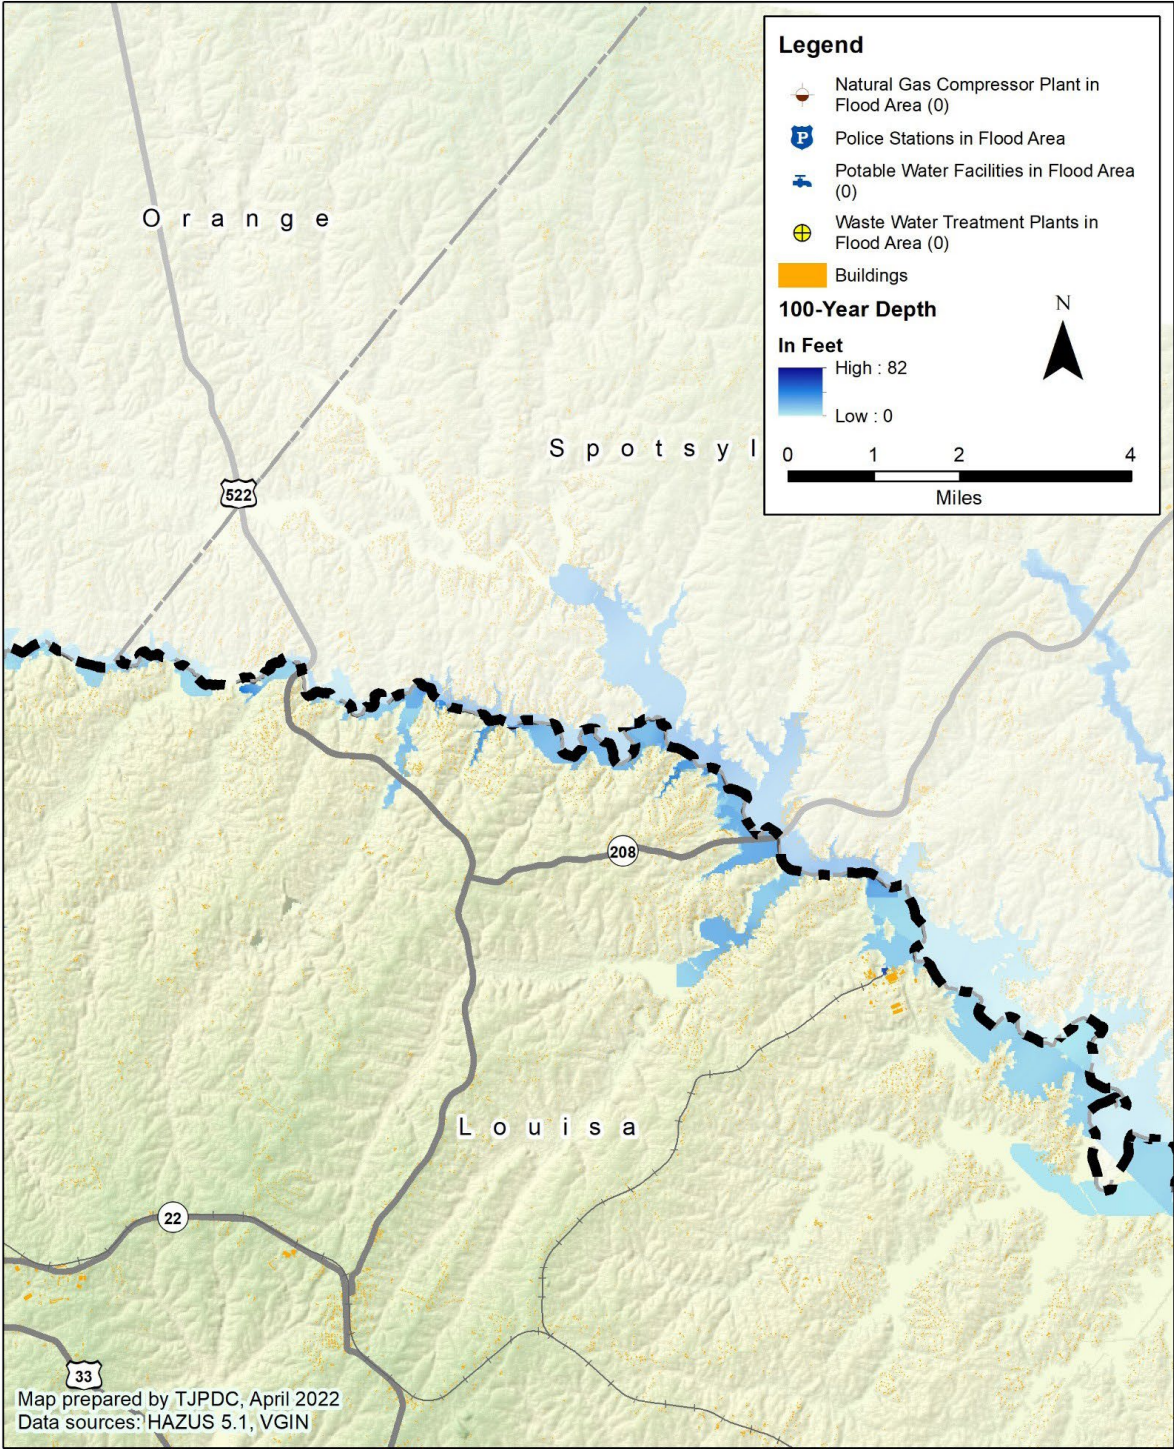 Legend
Natural Gas Compressor Plant in
Flood Area (0)
P
Police Stations in Flood Area
Potable Water Facilities in Flood Area
(0)
Waste Water Treatment Plants in
Flood Area (0)
Buildings
100-Year Depth
In Feet
High : 82
Low : 0
N
0 1 2 4
Miles
Orange
Spotsyl
522
208
Louisa
22
33
Map prepared by TJPDC, April 2022
Data sources: HAZUS 5.1, VGIN